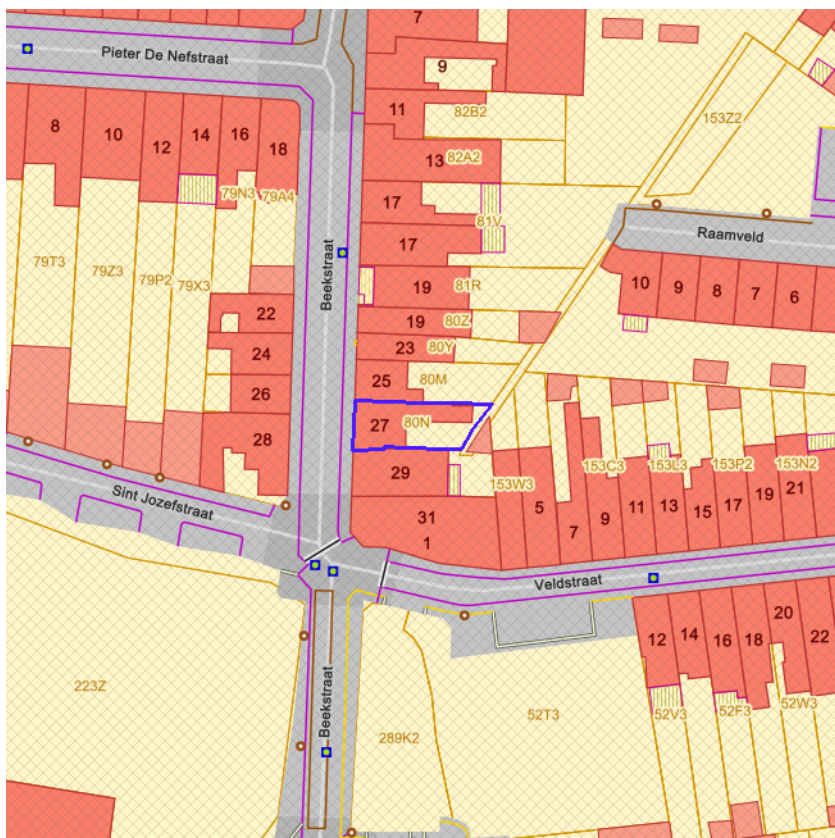 7
Pieter De Nefstraat
9
8
10
12
14
16
18
11
82B2
153Z2
13
82A2
79N3
79A4
17
81V
Beekstraat
17
Raamveld
79T3
79Z3
79P2
79X3
19
81R
10
9
8
7
6
22
19
80Z
24
23
80Y
25
80M
26
27
80N
28
29
153W3
153C3
153L3
153P2
153N2
Sint Jozefstraat
31
1
5
7
9
11
13
15
17
19
21
Veldstraat
12
14
16
18
20
22
223Z
Beekstraat
289K2
52T3
52V3
52F3
52W3